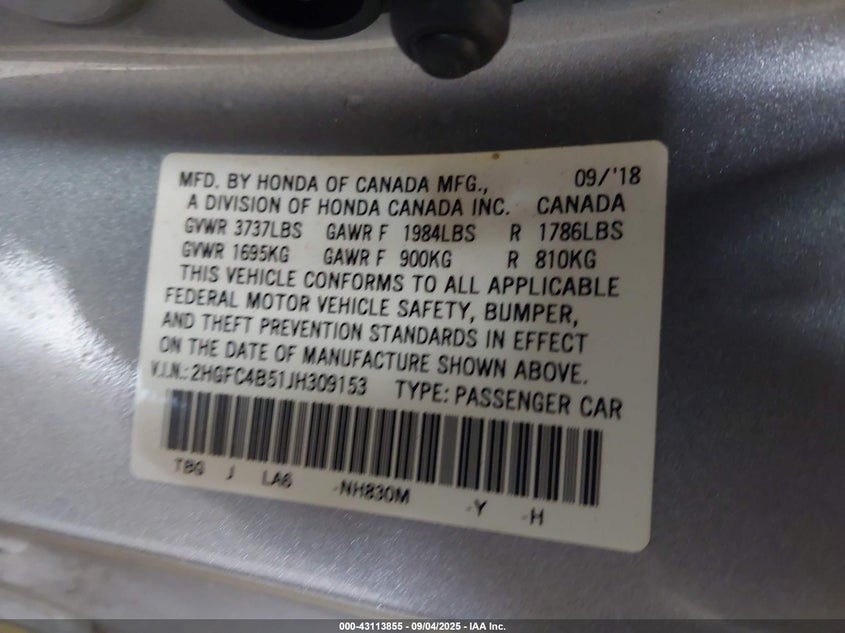 MFD. BY HONDA OF CANADA MFG., 09/'18
A DIVISION OF HONDA CANADA INC. CANADA
GVWR 3737LBS GAWR F 1984LBS R 1786LBS
GVWR 1695KG GAWR F 900KG R 810KG
THIS VEHICLE CONFORMS TO ALL APPLICABLE
FEDERAL MOTOR VEHICLE SAFETY, BUMPER,
AND THEFT PREVENTION STANDARDS IN EFFECT
ON THE DATE OF MANUFACTURE SHOWN ABOVE.
V.I.N.: 2HGFC4B51JH309153 TYPE: PASSENGER CAR
TBG J LA6 -NH830M -Y -H
000-43113855 - 09/04/2025 - IAA Inc.